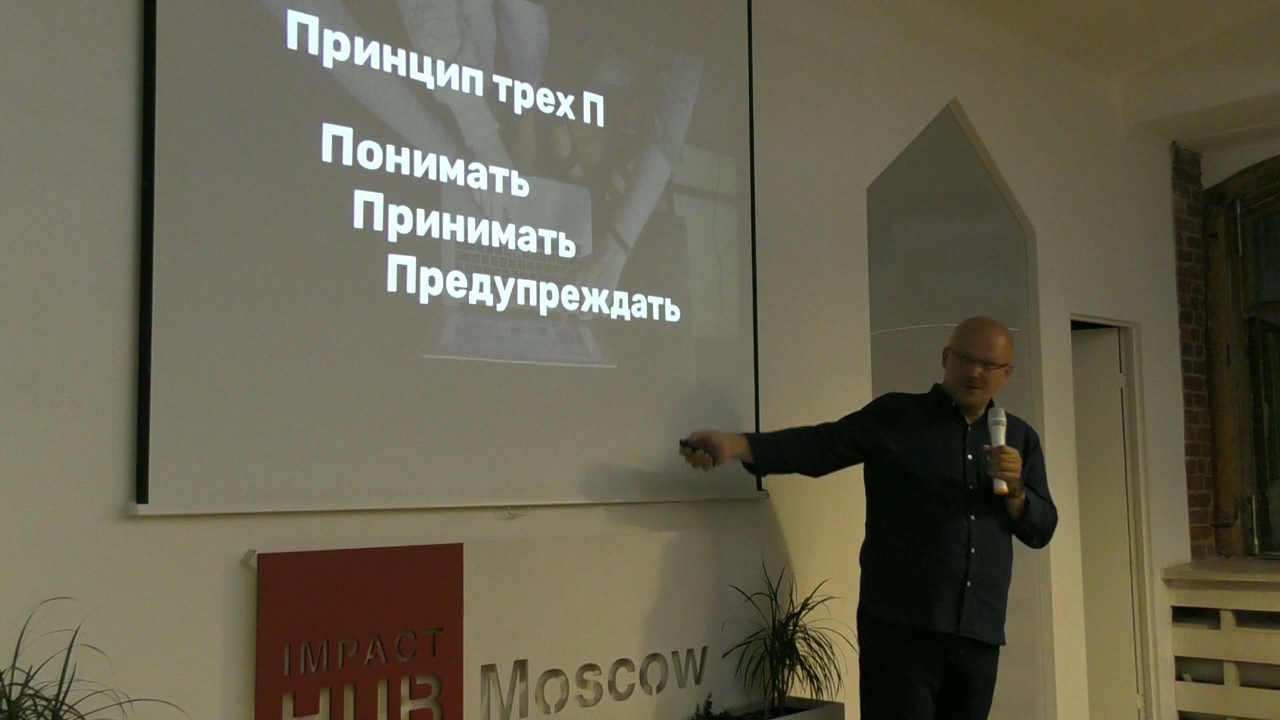 Принцип трех П
Понимать
Принимать
Предупреждать
IMPACT
HUB
Moscow